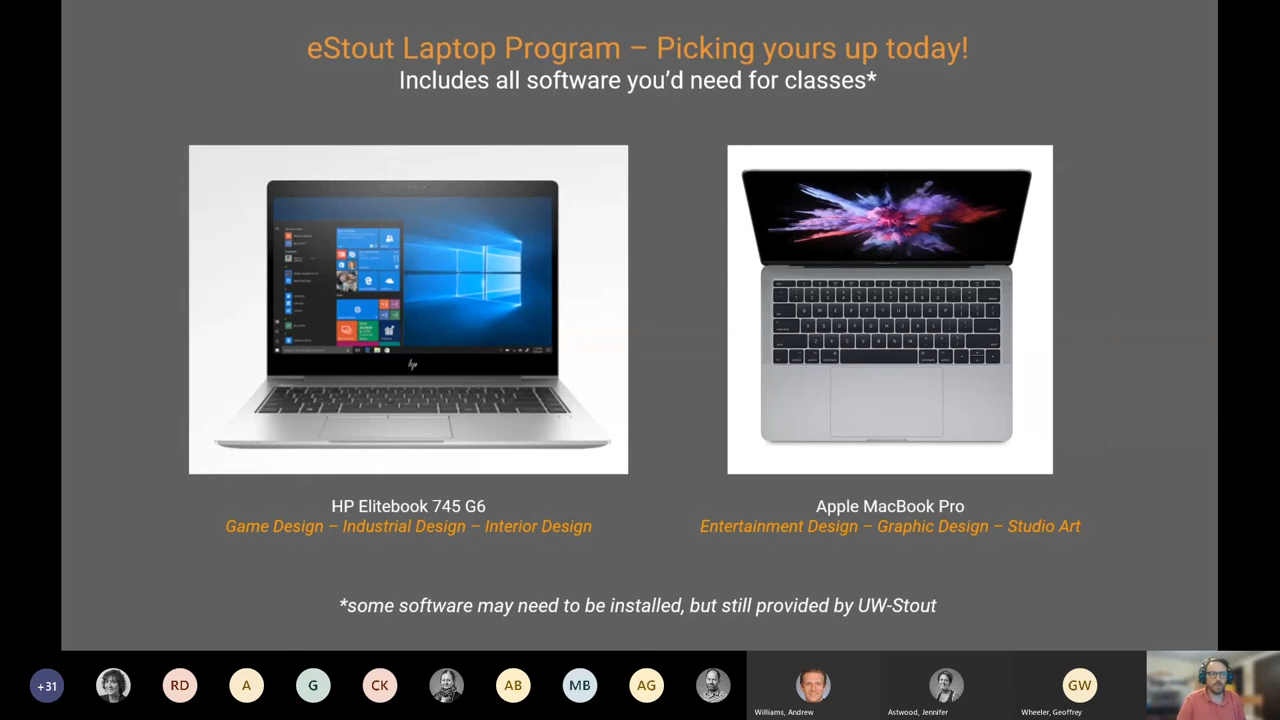 eStout Laptop Program – Picking yours up today!
Includes all software you’d need for classes*
hp
HP Elitebook 745 G6
Apple MacBook Pro
Game Design – Industrial Design – Interior Design
Entertainment Design – Graphic Design – Studio Art
*some software may need to be installed, but still provided by UW-Stout
+31
RD
A
G
CK
AB
MB
AG
GW
Williams, Andrew
Astwood, Jennifer
Wheeler, Geoffrey